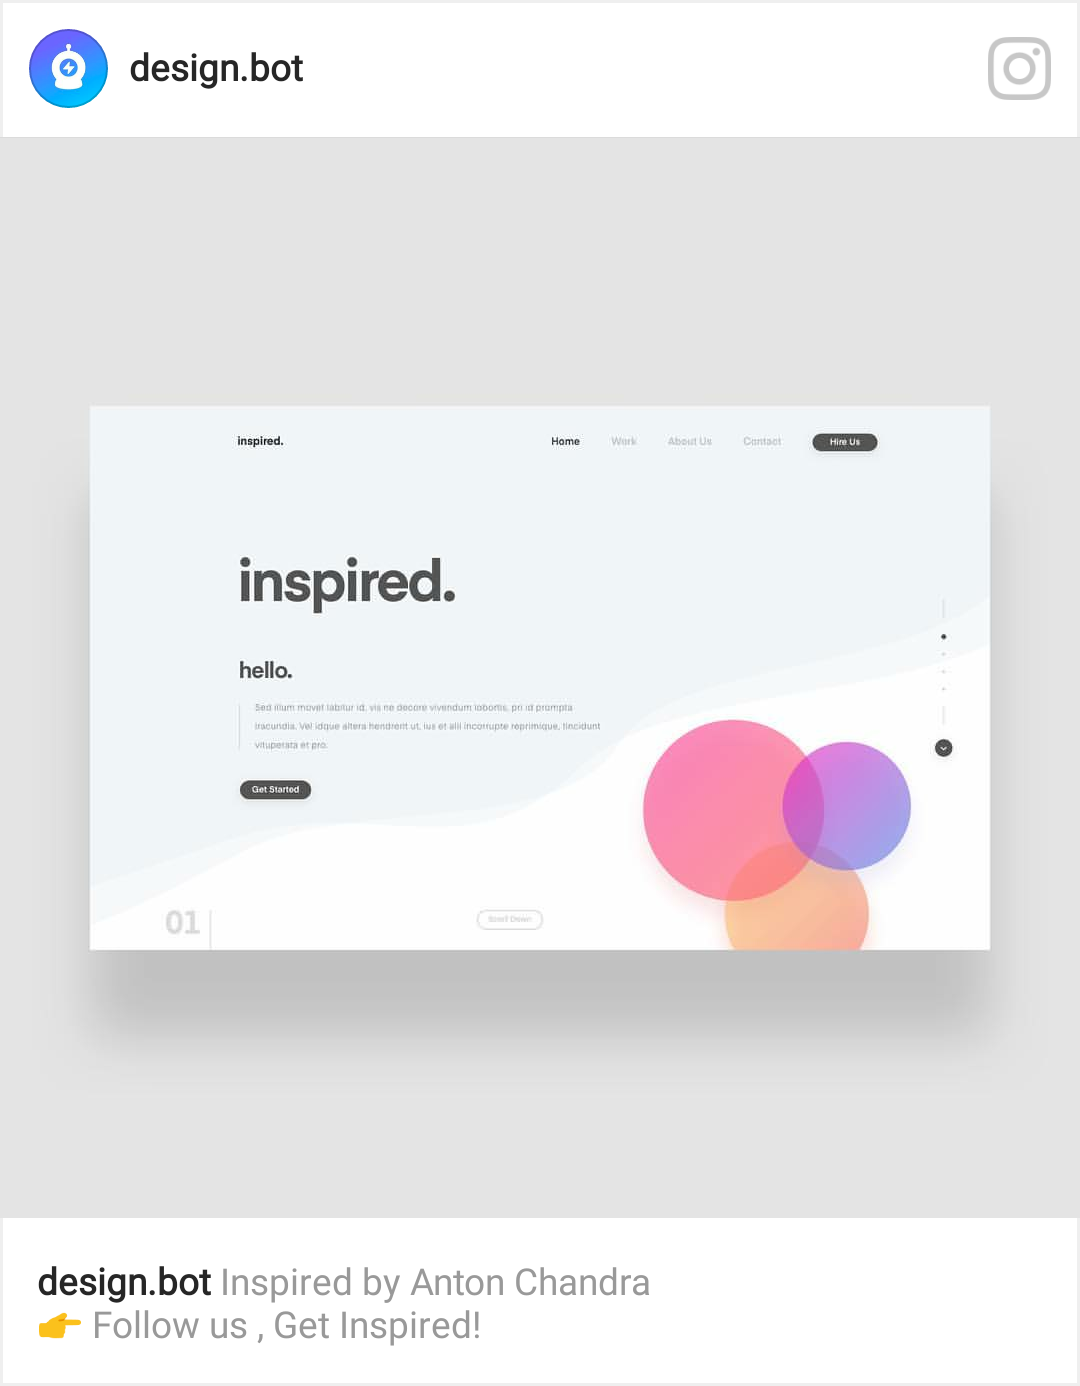 design.bot
inspired.
Home Work About Us Contact Hire Us
inspired.
hello.
Sed illum movet labitur id, vis ne decore vivendum lobortis, pri id prompta
iracundia. Vel idque altera hendrerit ut, ius et alii incorrupte reprimique, tincidunt
vituperata et pro.
Get Started
01
Scroll Down
design.bot Inspired by Anton Chandra
👉 Follow us , Get Inspired!